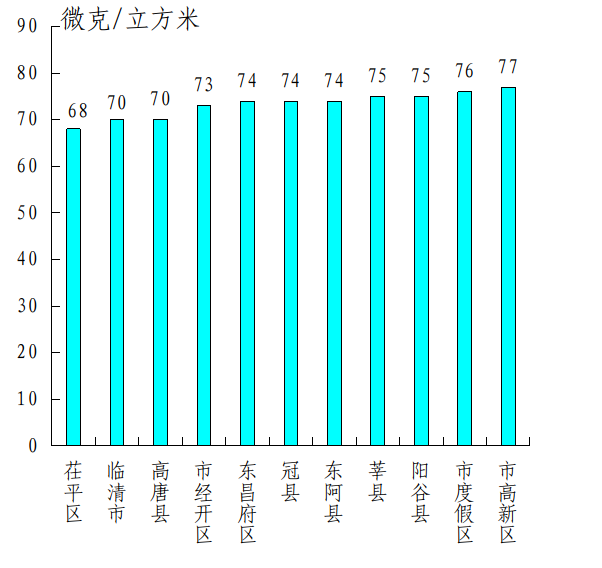 微克/立方米
90
80
70
60
50
40
30
20
10
0
68
70
70
73
74
74
74
75
75
76
77
茌平区
临清市
高唐县
市经开区
东昌府区
冠县
东阿县
莘县
阳谷县
市度假区
市高新区